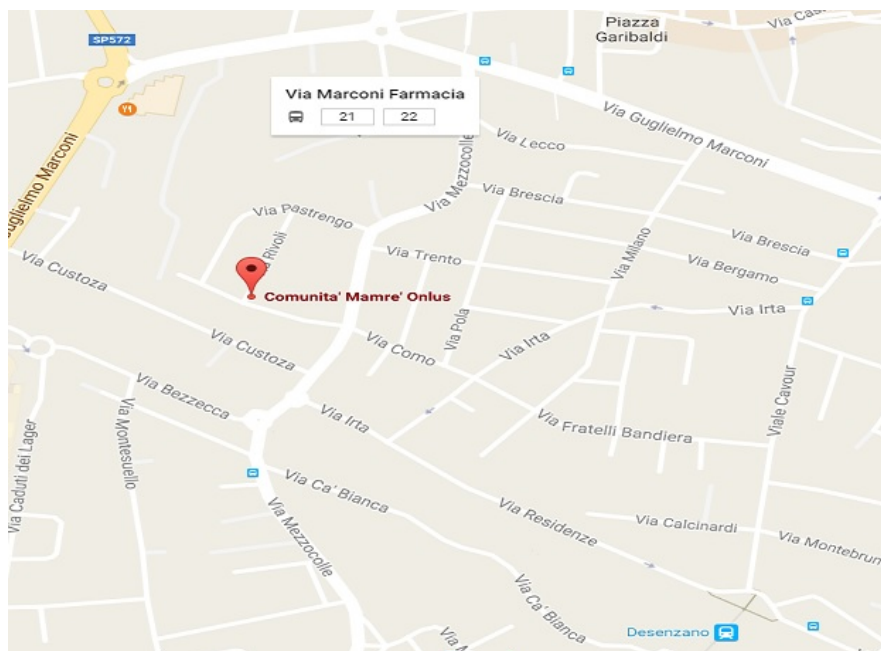 Piazza
Garibaldi
SP572
Via Marconi Farmacia
21 22
Via Guglielmo Marconi
Via Lecco
Guglielmo Marconi
Via Mezzocolle
Via Brescia
Via Pastrengo
Via Rivoli
Via Trento
Via Milano
Via Brescia
Via Bergamo
Via Custoza
Comunita' Mamre' Onlus
Via Irta
Via Pola
Via Irta
Via Custoza
Via Como
Viale Cavour
Via Bezzecca
Via Montesuello
Via Irta
Via Fratelli Bandiera
Via Caduti dei Lager
Via Ca' Bianca
Via Mezzocolle
Via Residenze
Via Calcinardi
Via Montebrun
Via Ca' Bianca
Desenzano